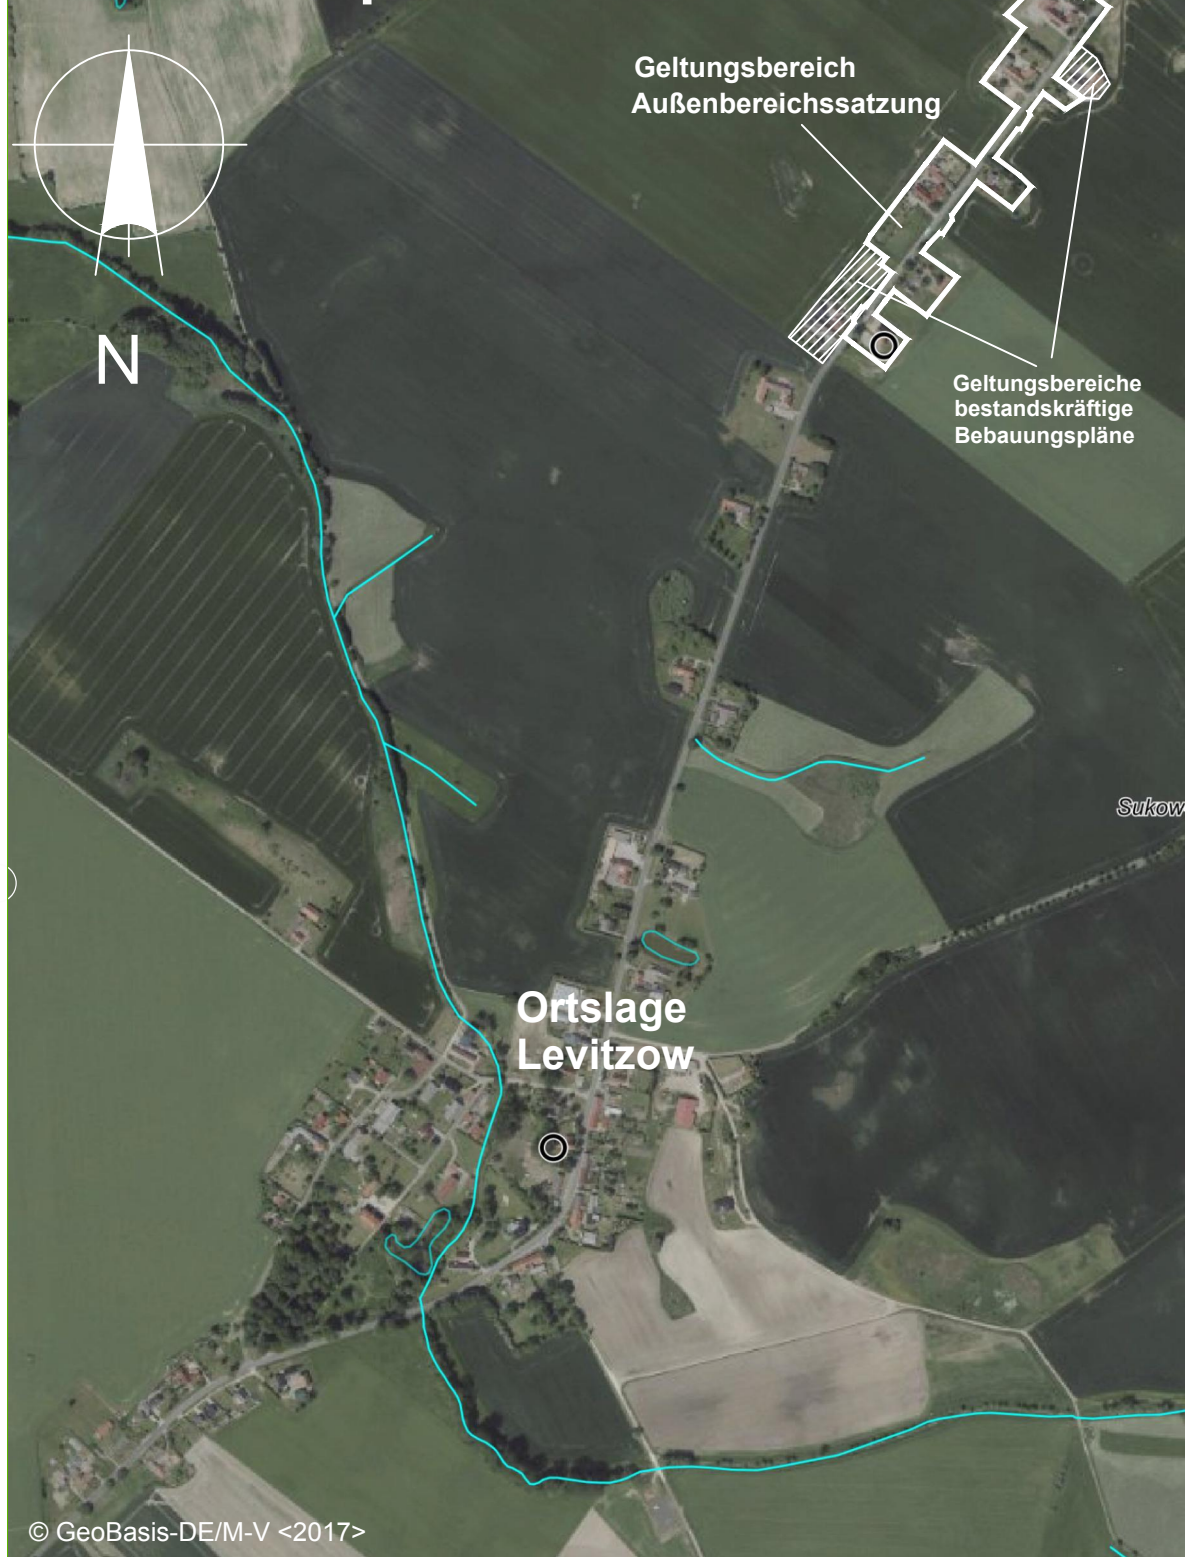 Geltungsbereich
Außenbereichssatzung
N
Geltungsbereiche
bestandskräftige
Bebauungspläne
Sukow
Ortslage
Levitzow
© GeoBasis-DE/M-V <2017>